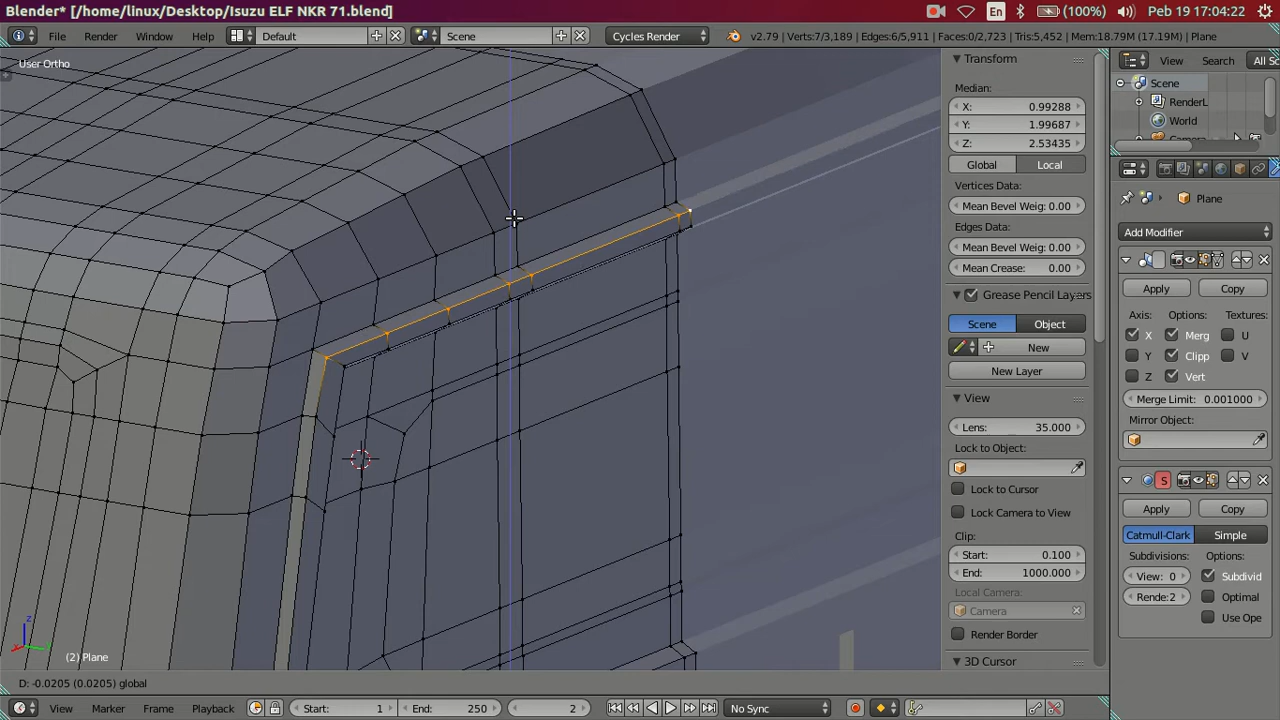 Blender* [/home/linux/Desktop/Isuzu ELF NKR 71.blend]
En (100%) Peb 19 17:04:22
File Render Window Help Default Scene Cycles Render v2.79 | Verts:7/3,189 | Edges:6/5,911 | Faces:0/2,723 | Tris:5,452 | Mem:18.79M (17.19M) | Plane
User Ortho
Transform
Median:
X: 0.99288
Y: 1.99687
Z: 2.53435
Global Local
Vertices Data:
Mean Bevel Weig: 0.00
Edges Data:
Mean Bevel Weig: 0.00
Mean Crease: 0.00
Grease Pencil Layers
Scene Object
New
New Layer
View
Lens: 35.000
Lock to Object:
Lock to Cursor
Lock Camera to View
Clip:
Start: 0.100
End: 1000.000
Local Camera:
Camera
Render Border
3D Cursor
View Search All Sc
Scene
RenderL
World
Camera
Plane
Add Modifier
Apply Copy
Axis: Options: Textures:
X Merg U
Y Clipp V
Z Vert
Merge Limit: 0.001000
Mirror Object:
S
Apply Copy
Catmull-Clark Simple
Subdivisions: Options:
View: 0 Subdivid
Rende:2 Optimal
Use Ope
z
x y
(2) Plane
D: -0.0205 (0.0205) global
View Marker Frame Playback Start: 1 End: 250 2 No Sync